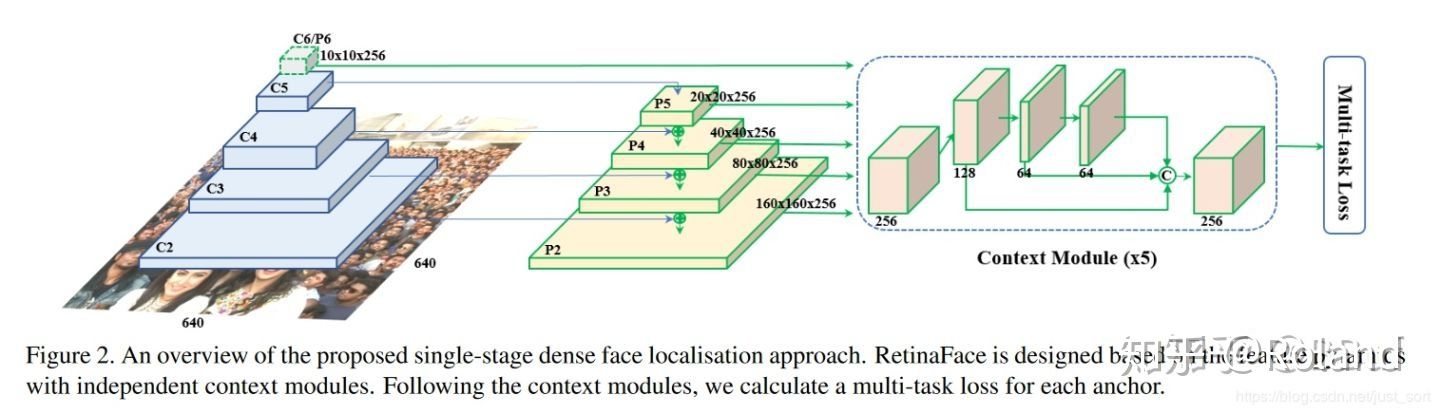 C6/P6
10x10x256
C5
C4
C3
C2
640
640
P5
20x20x256
P4
40x40x256
80x80x256
P3
160x160x256
P2
256
128
64
64
C
256
Context Module (x5)
Multi-task Loss
Figure 2. An overview of the proposed single-stage dense face localisation approach. RetinaFace is designed based
with independent context modules. Following the context modules, we calculate a multi-task loss for each anchor.
知乎 @Roland
https://blog.csdn.net/just_sort